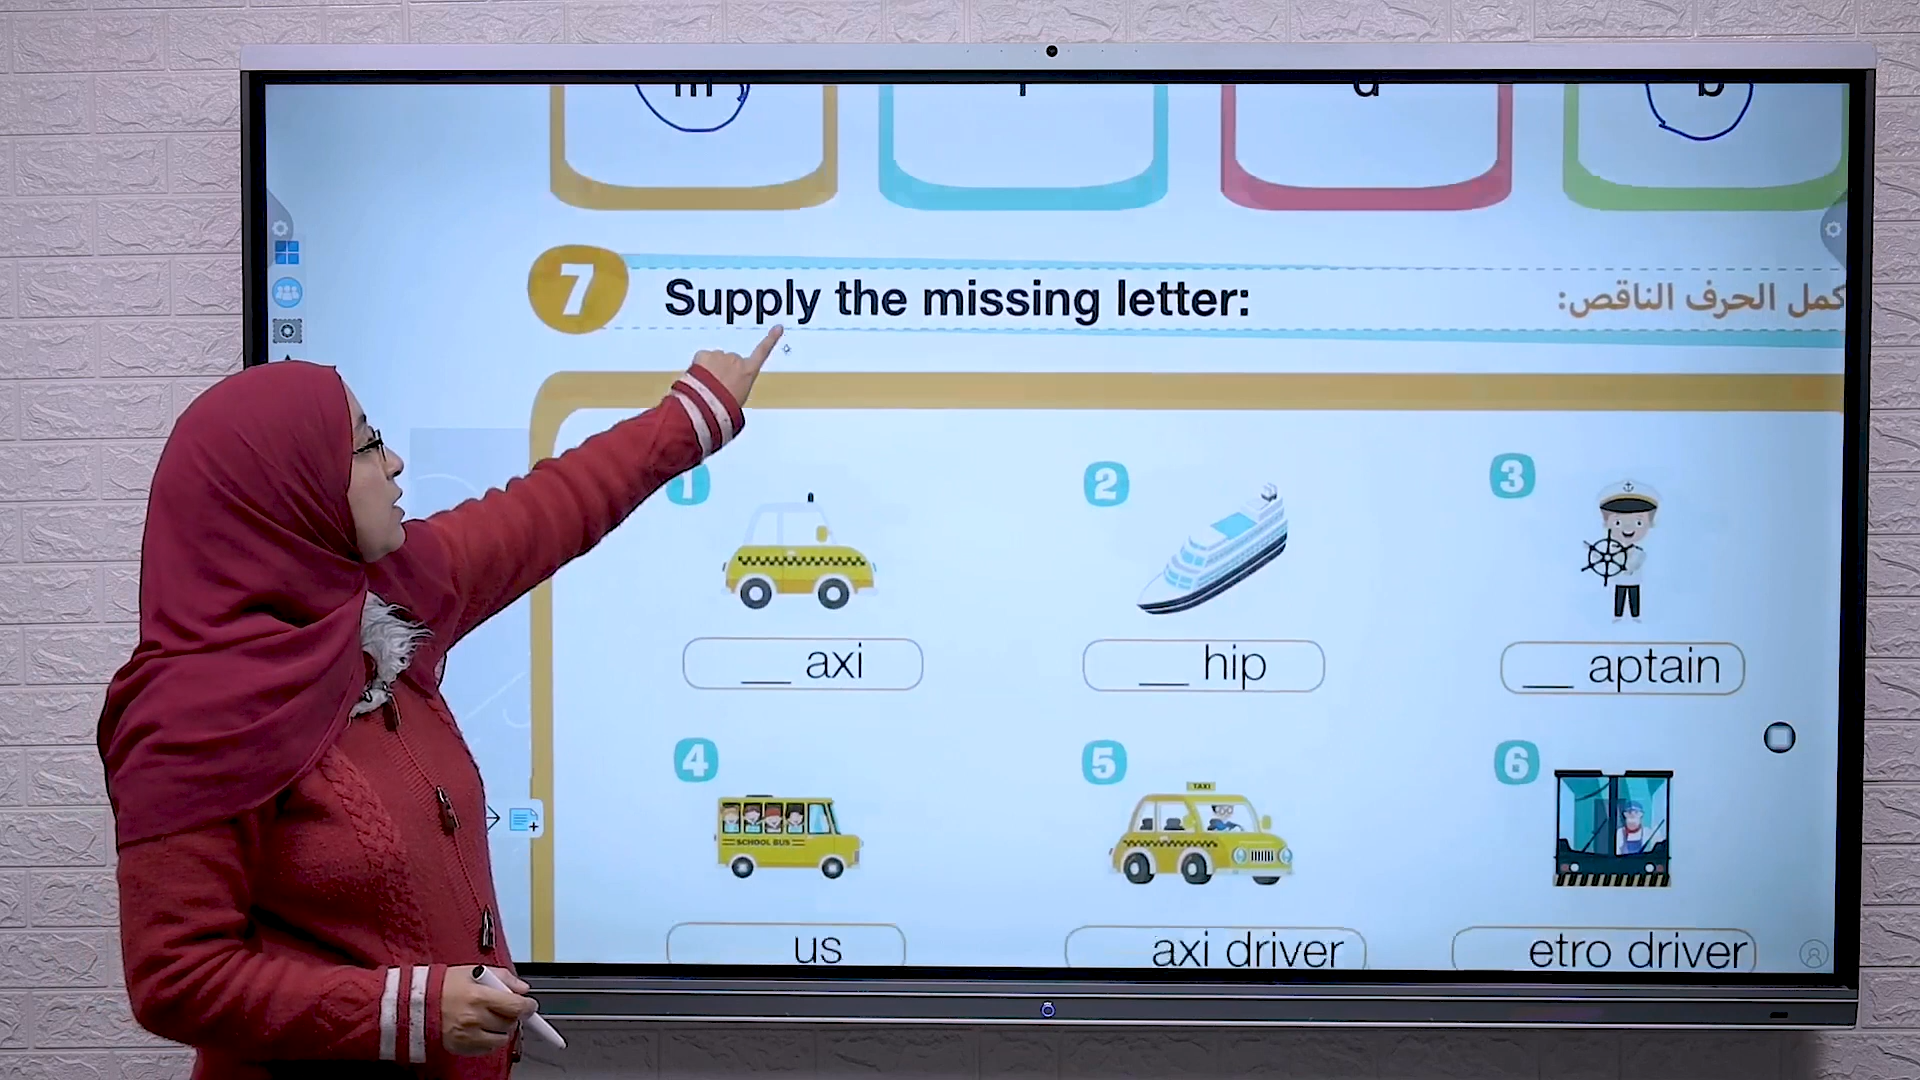 m
b
7 Supply the missing letter:
كمل الحرف الناقص:
1
2
3
__ axi
__ hip
__ aptain
4
5
6
SCHOOL BUS
TAXI
us
axi driver
etro driver